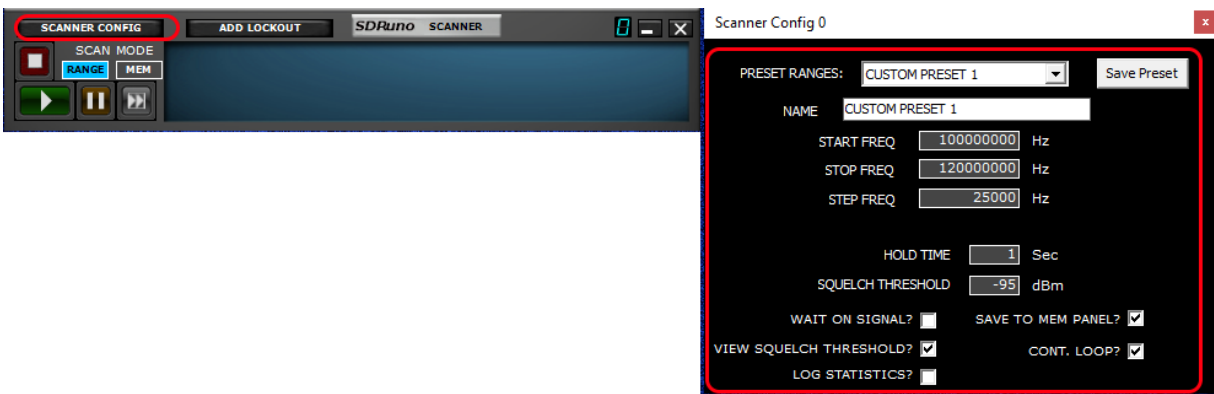 SCANNER CONFIG
ADD LOCKOUT
SDRuno SCANNER
0
SCAN MODE
RANGE MEM
Scanner Config 0
x
PRESET RANGES: CUSTOM PRESET 1 Save Preset
NAME CUSTOM PRESET 1
START FREQ 100000000 Hz
STOP FREQ 120000000 Hz
STEP FREQ 25000 Hz
HOLD TIME 1 Sec
SQUELCH THRESHOLD -95 dBm
WAIT ON SIGNAL? SAVE TO MEM PANEL?
VIEW SQUELCH THRESHOLD? CONT. LOOP?
LOG STATISTICS?